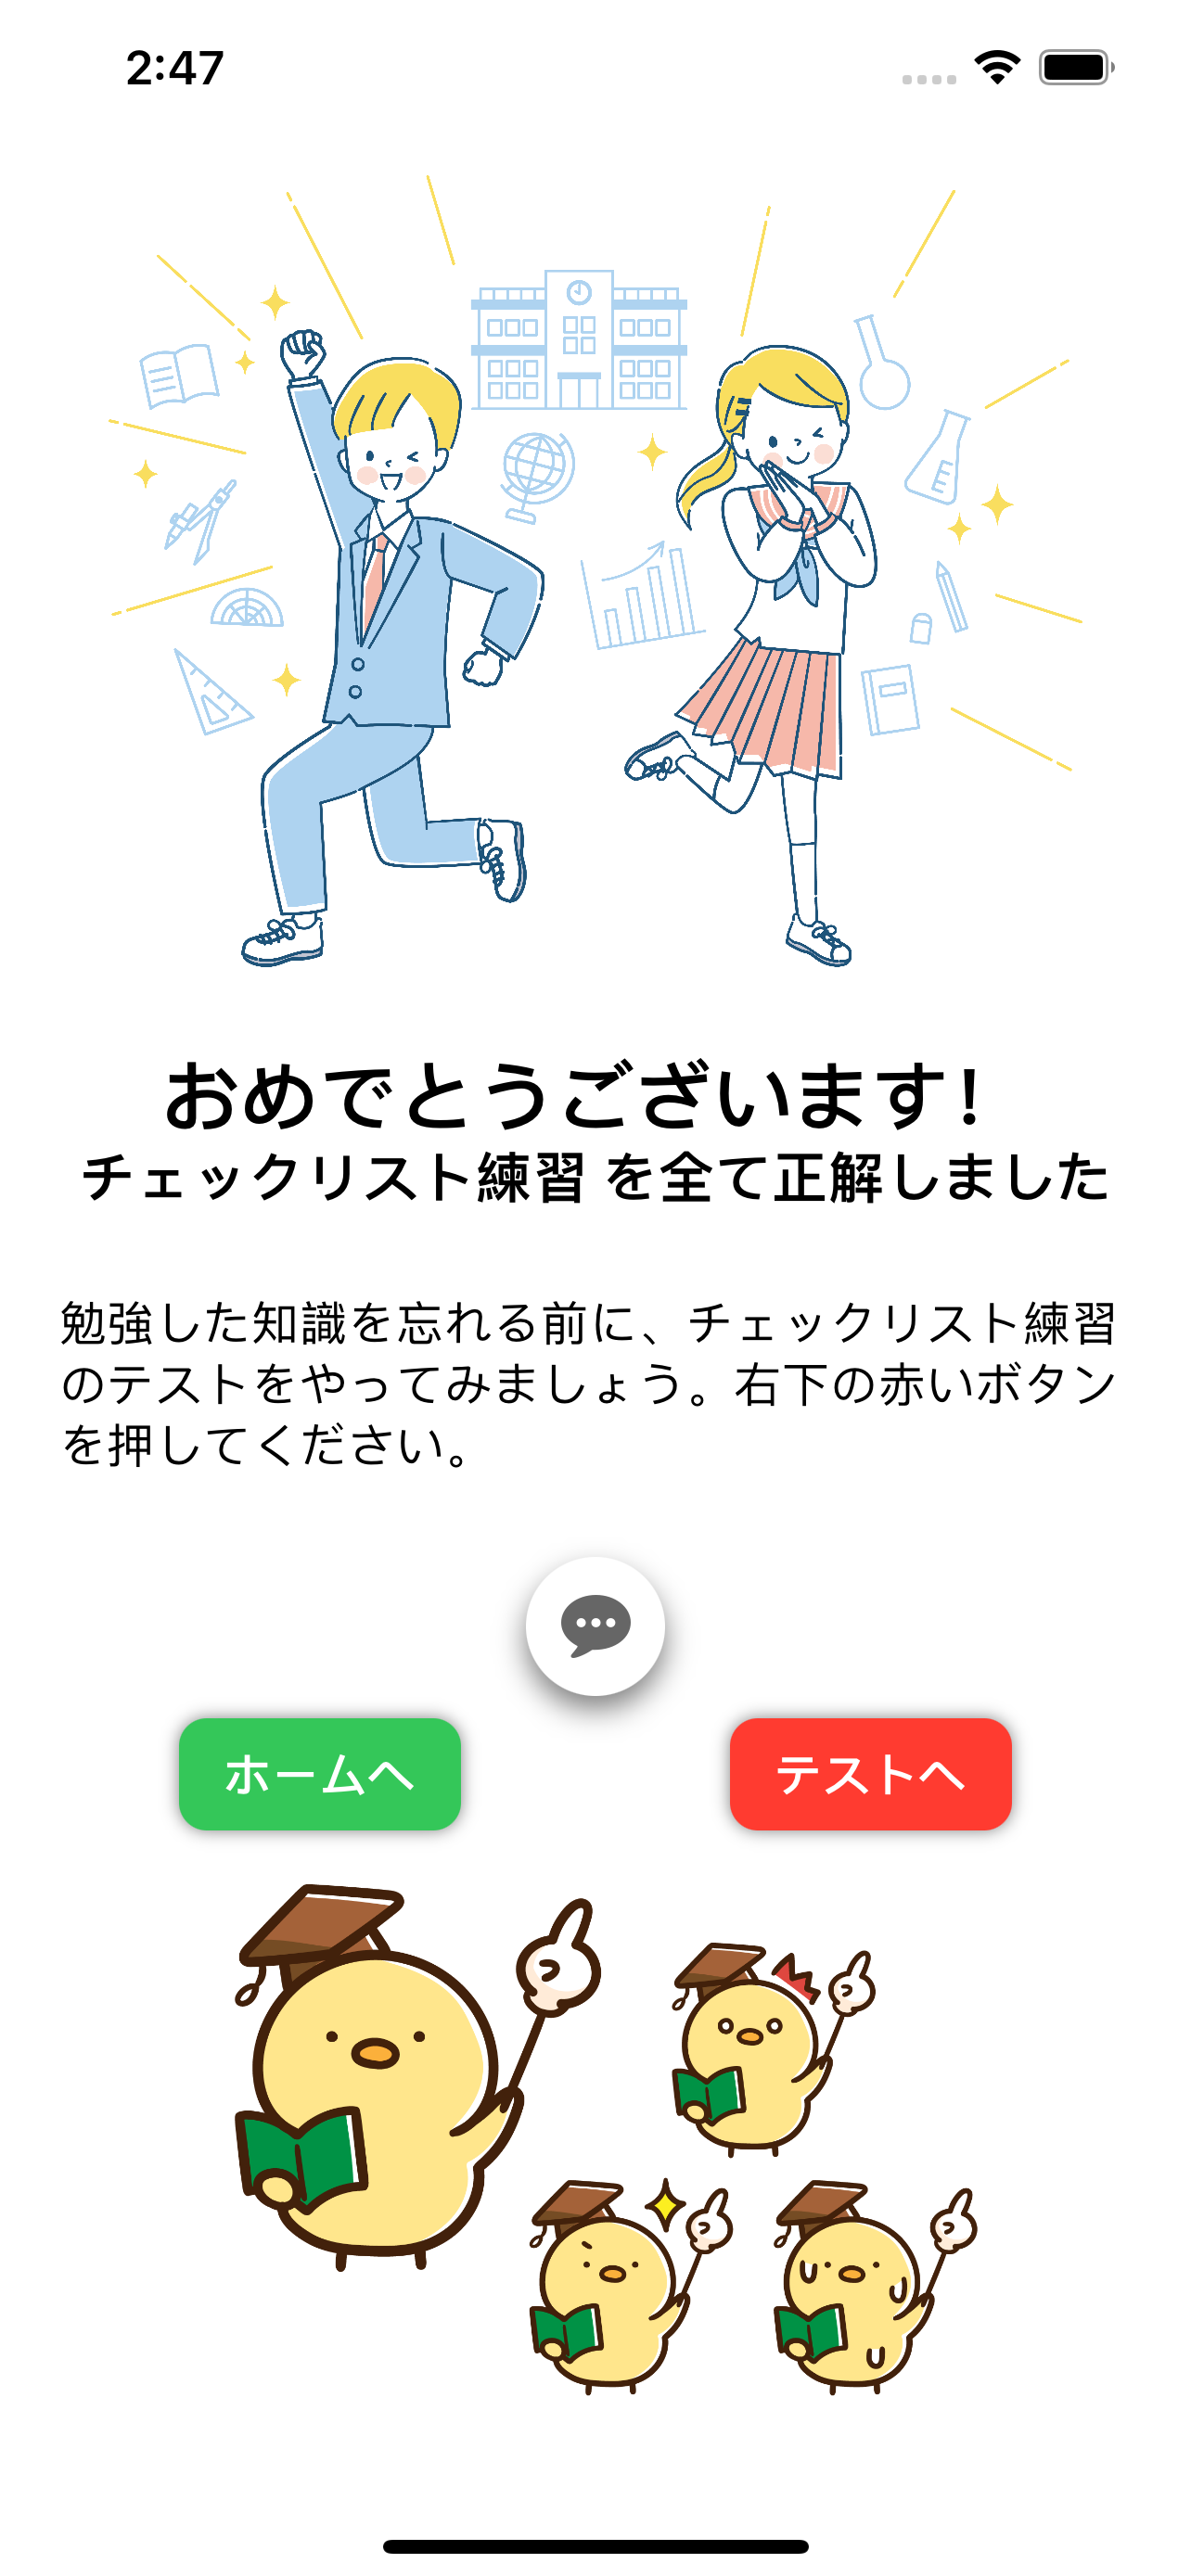 2:47
おめでとうございます！
チェックリスト練習 を全て正解しました
勉強した知識を忘れる前に、チェックリスト練習
のテストをやってみましょう。右下の赤いボタン
を押してください。
ホームへ
テストへ